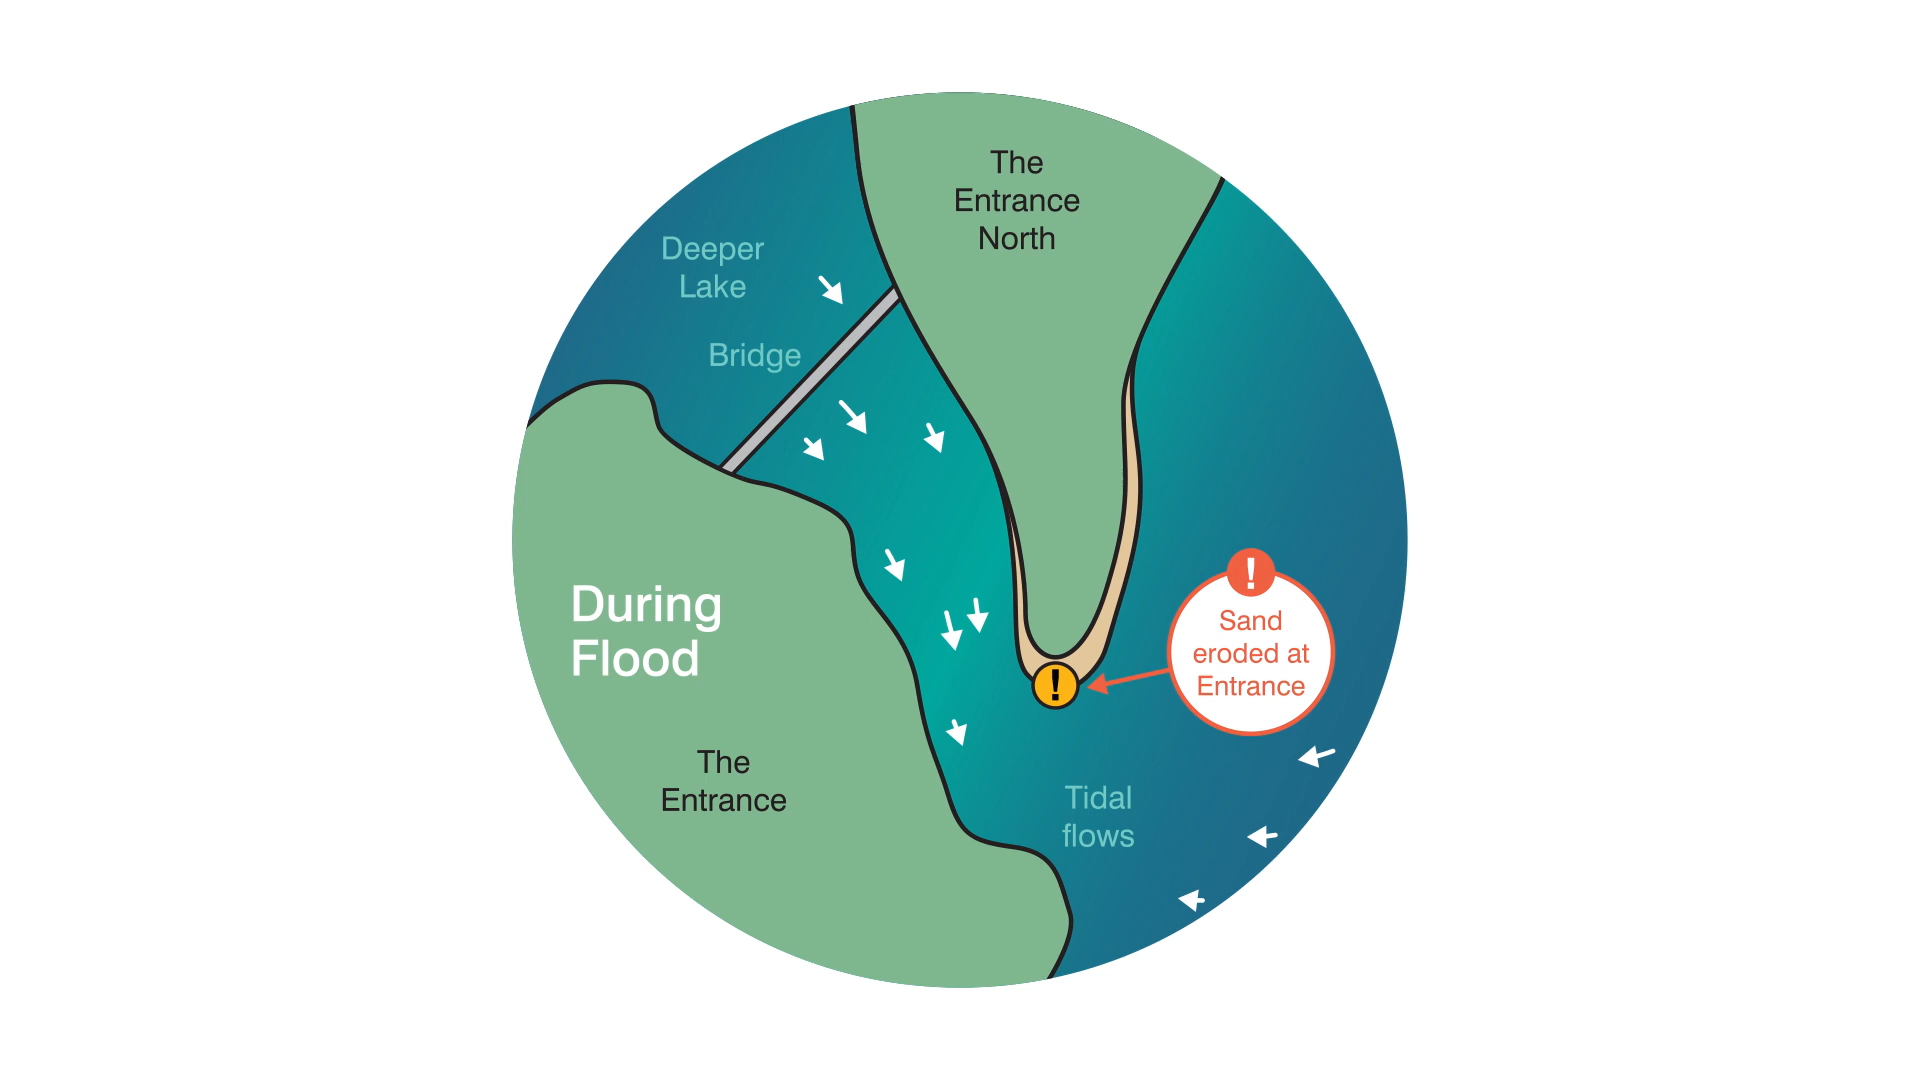 The
Entrance
North
Deeper
Lake
Bridge
During
Flood
!
Sand
eroded at
Entrance
!
The
Entrance
Tidal
flows